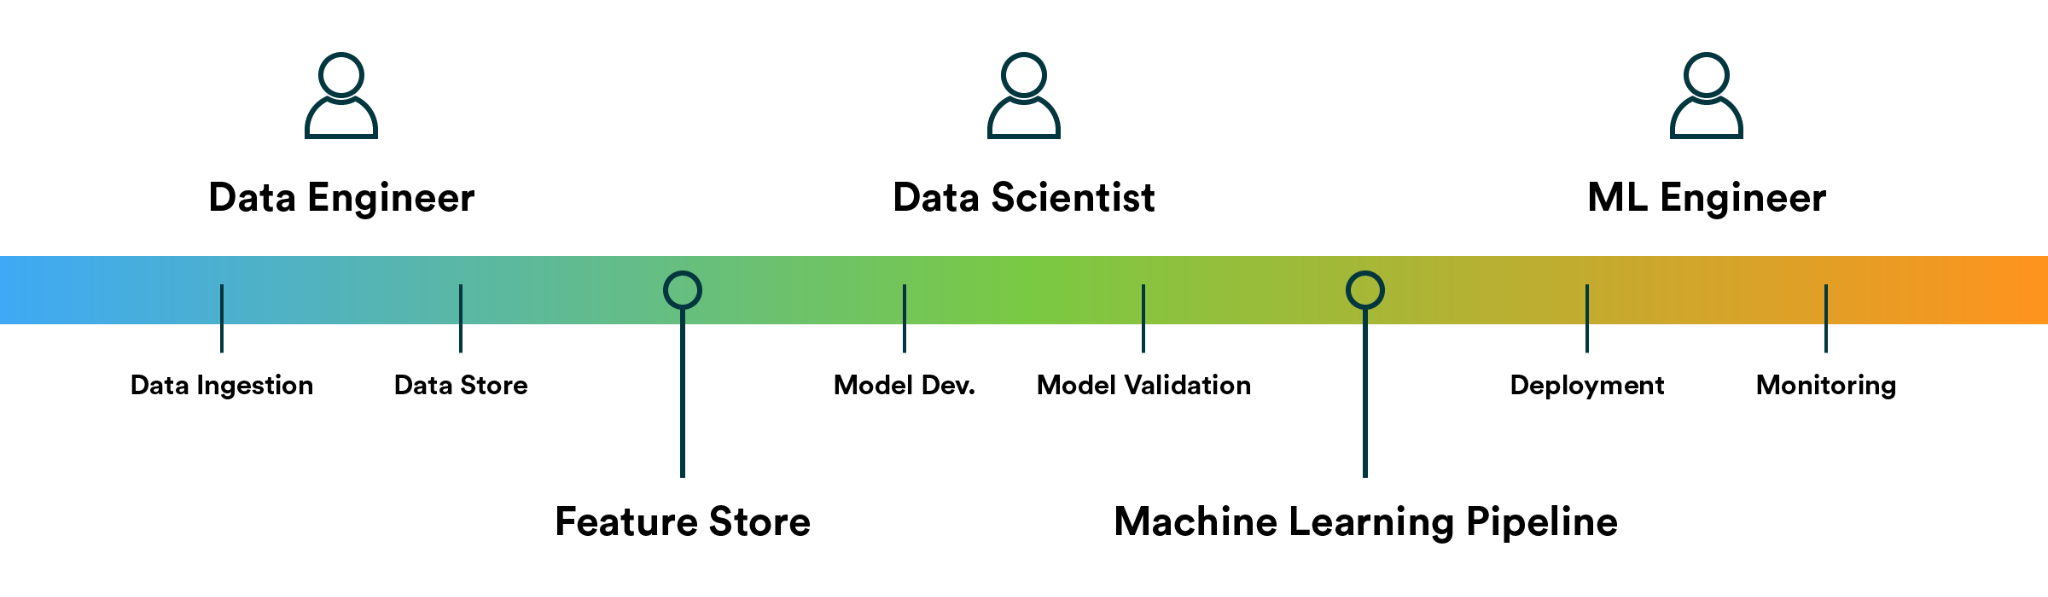 Data Engineer
Data Scientist
ML Engineer
Data Ingestion
Data Store
Model Dev.
Model Validation
Deployment
Monitoring
Feature Store
Machine Learning Pipeline